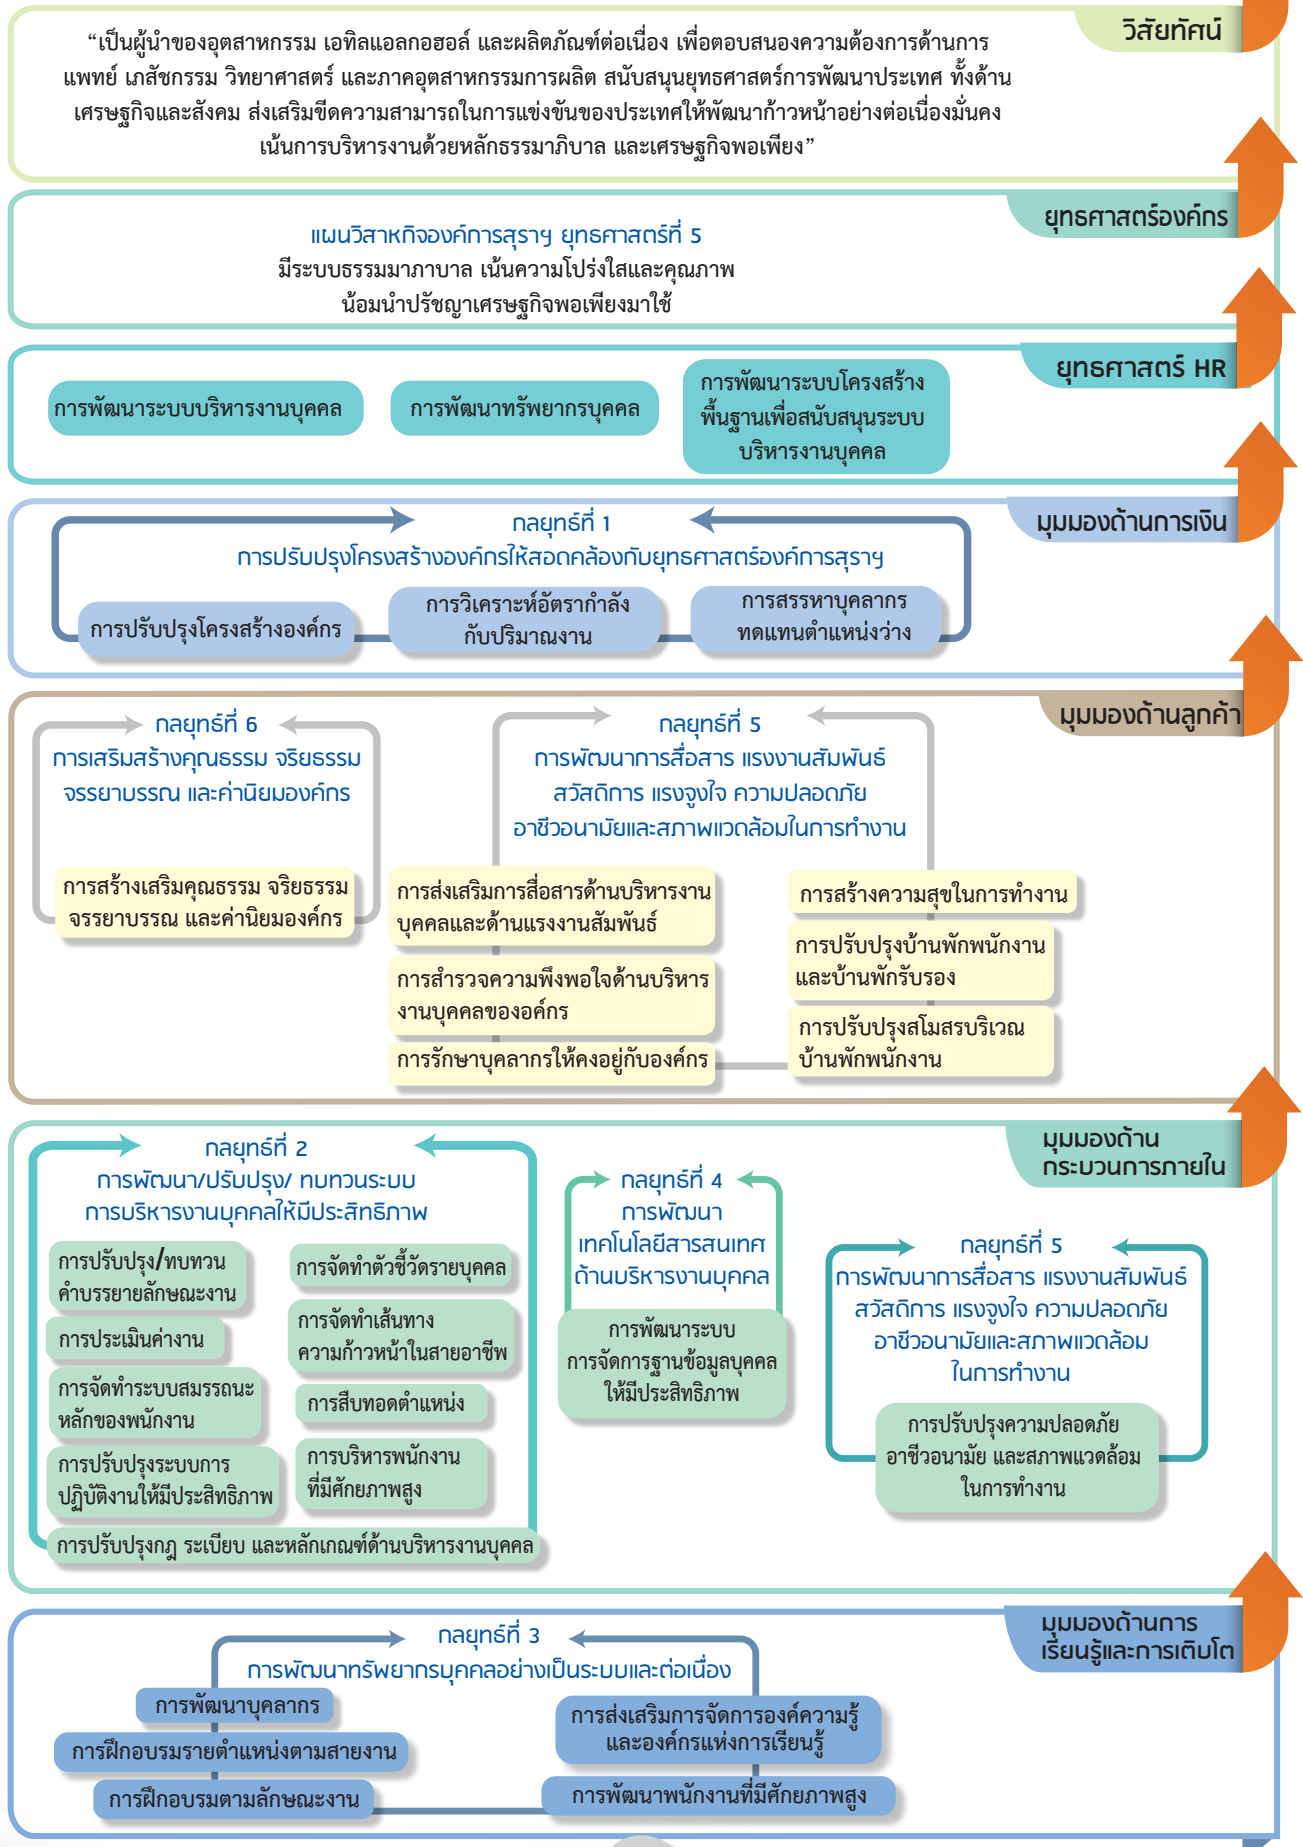 วิสัยทัศน์
“เป็นผู้นำของอุตสาหกรรม เอทิลแอลกอฮอล์ และผลิตภัณฑ์ต่อเนื่อง เพื่อตอบสนองความต้องการด้านการ
แพทย์ เภสัชกรรม วิทยาศาสตร์ และภาคอุตสาหกรรมการผลิต สนับสนุนยุทธศาสตร์การพัฒนาประเทศ ทั้งด้าน
เศรษฐกิจและสังคม ส่งเสริมขีดความสามารถในการแข่งขันของประเทศให้พัฒนาก้าวหน้าอย่างต่อเนื่องมั่นคง
เน้นการบริหารงานด้วยหลักธรรมาภิบาล และเศรษฐกิจพอเพียง”
ยุทธศาสตร์องค์กร
แผนวิสาหกิจองค์การสุราฯ ยุทธศาสตร์ที่ 5
มีระบบธรรมมาภาบาล เน้นความโปร่งใสและคุณภาพ
น้อมนำปรัชญาเศรษฐกิจพอเพียงมาใช้
ยุทธศาสตร์ HR
การพัฒนาระบบบริหารงานบุคคล
การพัฒนาทรัพยากรบุคคล
การพัฒนาระบบโครงสร้าง
พื้นฐานเพื่อสนับสนุนระบบ
บริหารงานบุคคล
มุมมองด้านการเงิน
กลยุทธ์ที่ 1
การปรับปรุงโครงสร้างองค์กรให้สอดคล้องกับยุทธศาสตร์องค์การสุราฯ
การปรับปรุงโครงสร้างองค์กร
การวิเคราะห์อัตรากำลัง
กับปริมาณงาน
การสรรหาบุคลากร
ทดแทนตำแหน่งว่าง
มุมมองด้านลูกค้า
กลยุทธ์ที่ 6
การเสริมสร้างคุณธรรม จริยธรรม
จรรยาบรรณ และค่านิยมองค์กร
การสร้างเสริมคุณธรรม จริยธรรม
จรรยาบรรณ และค่านิยมองค์กร
กลยุทธ์ที่ 5
การพัฒนาการสื่อสาร แรงงานสัมพันธ์
สวัสดิการ แรงจูงใจ ความปลอดภัย
อาชีวอนามัยและสภาพแวดล้อมในการทำงาน
การส่งเสริมการสื่อสารด้านบริหารงาน
บุคคลและด้านแรงงานสัมพันธ์
การสำรวจความพึงพอใจด้านบริหาร
งานบุคคลขององค์กร
การรักษาบุคลากรให้คงอยู่กับองค์กร
การสร้างความสุขในการทำงาน
การปรับปรุงบ้านพักพนักงาน
และบ้านพักรับรอง
การปรับปรุงสโมสรบริเวณ
บ้านพักพนักงาน
มุมมองด้าน
กระบวนการภายใน
กลยุทธ์ที่ 2
การพัฒนา/ปรับปรุง/ ทบทวนระบบ
การบริหารงานบุคคลให้มีประสิทธิภาพ
การปรับปรุง/ทบทวน
คำบรรยายลักษณะงาน
การประเมินค่างาน
การจัดทำระบบสมรรถนะ
หลักของพนักงาน
การปรับปรุงระบบการ
ปฏิบัติงานให้มีประสิทธิภาพ
การจัดทำตัวชี้วัดรายบุคคล
การจัดทำเส้นทาง
ความก้าวหน้าในสายอาชีพ
การสืบทอดตำแหน่ง
การบริหารพนักงาน
ที่มีศักยภาพสูง
การปรับปรุงกฎ ระเบียบ และหลักเกณฑ์ด้านบริหารงานบุคคล
กลยุทธ์ที่ 4
การพัฒนา
เทคโนโลยีสารสนเทศ
ด้านบริหารงานบุคคล
การพัฒนาระบบ
การจัดการฐานข้อมูลบุคคล
ให้มีประสิทธิภาพ
กลยุทธ์ที่ 5
การพัฒนาการสื่อสาร แรงงานสัมพันธ์
สวัสดิการ แรงจูงใจ ความปลอดภัย
อาชีวอนามัยและสภาพแวดล้อม
ในการทำงาน
การปรับปรุงความปลอดภัย
อาชีวอนามัย และสภาพแวดล้อม
ในการทำงาน
มุมมองด้านการ
เรียนรู้และการเติบโต
กลยุทธ์ที่ 3
การพัฒนาทรัพยากรบุคคลอย่างเป็นระบบและต่อเนื่อง
การพัฒนาบุคลากร
การฝึกอบรมรายตำแหน่งตามสายงาน
การฝึกอบรมตามลักษณะงาน
การส่งเสริมการจัดการองค์ความรู้
และองค์กรแห่งการเรียนรู้
การพัฒนาพนักงานที่มีศักยภาพสูง